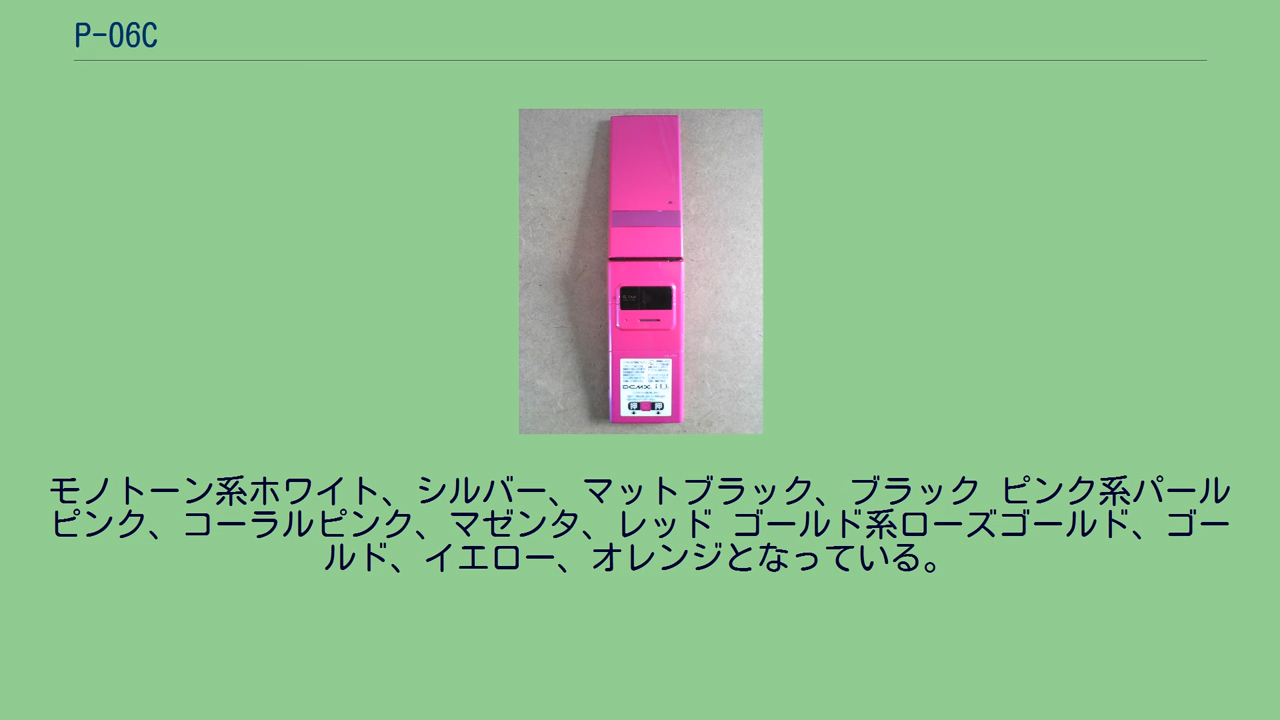 P-06C
DCMX iD
押 押
モノトーン系ホワイト、シルバー、マットブラック、ブラック ピンク系パール
ピンク、コーラルピンク、マゼンタ、レッド ゴールド系ローズゴールド、ゴー
ルド、イエロー、オレンジとなっている。